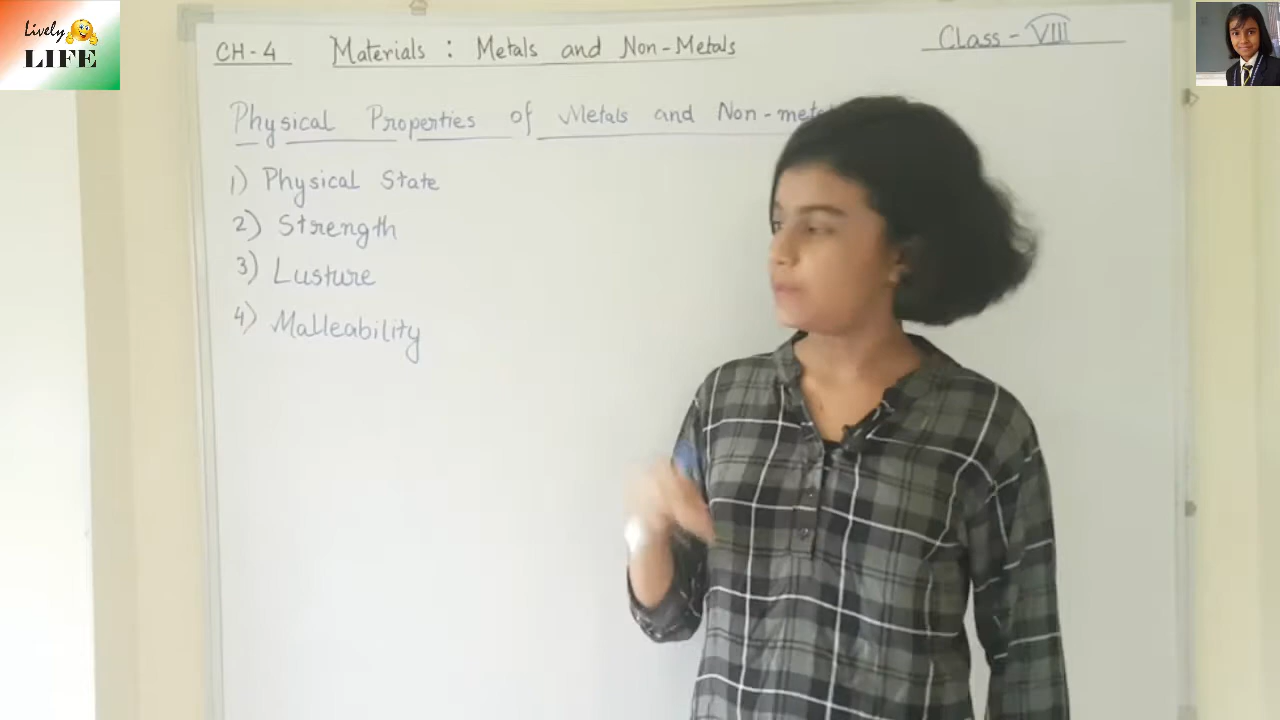 Lively
LIFE
CH-4 Materials : Metals and Non-Metals Class - VIII
Physical Properties of Metals and Non-met
1) Physical State
2) Strength
3) Lusture
4) Malleability